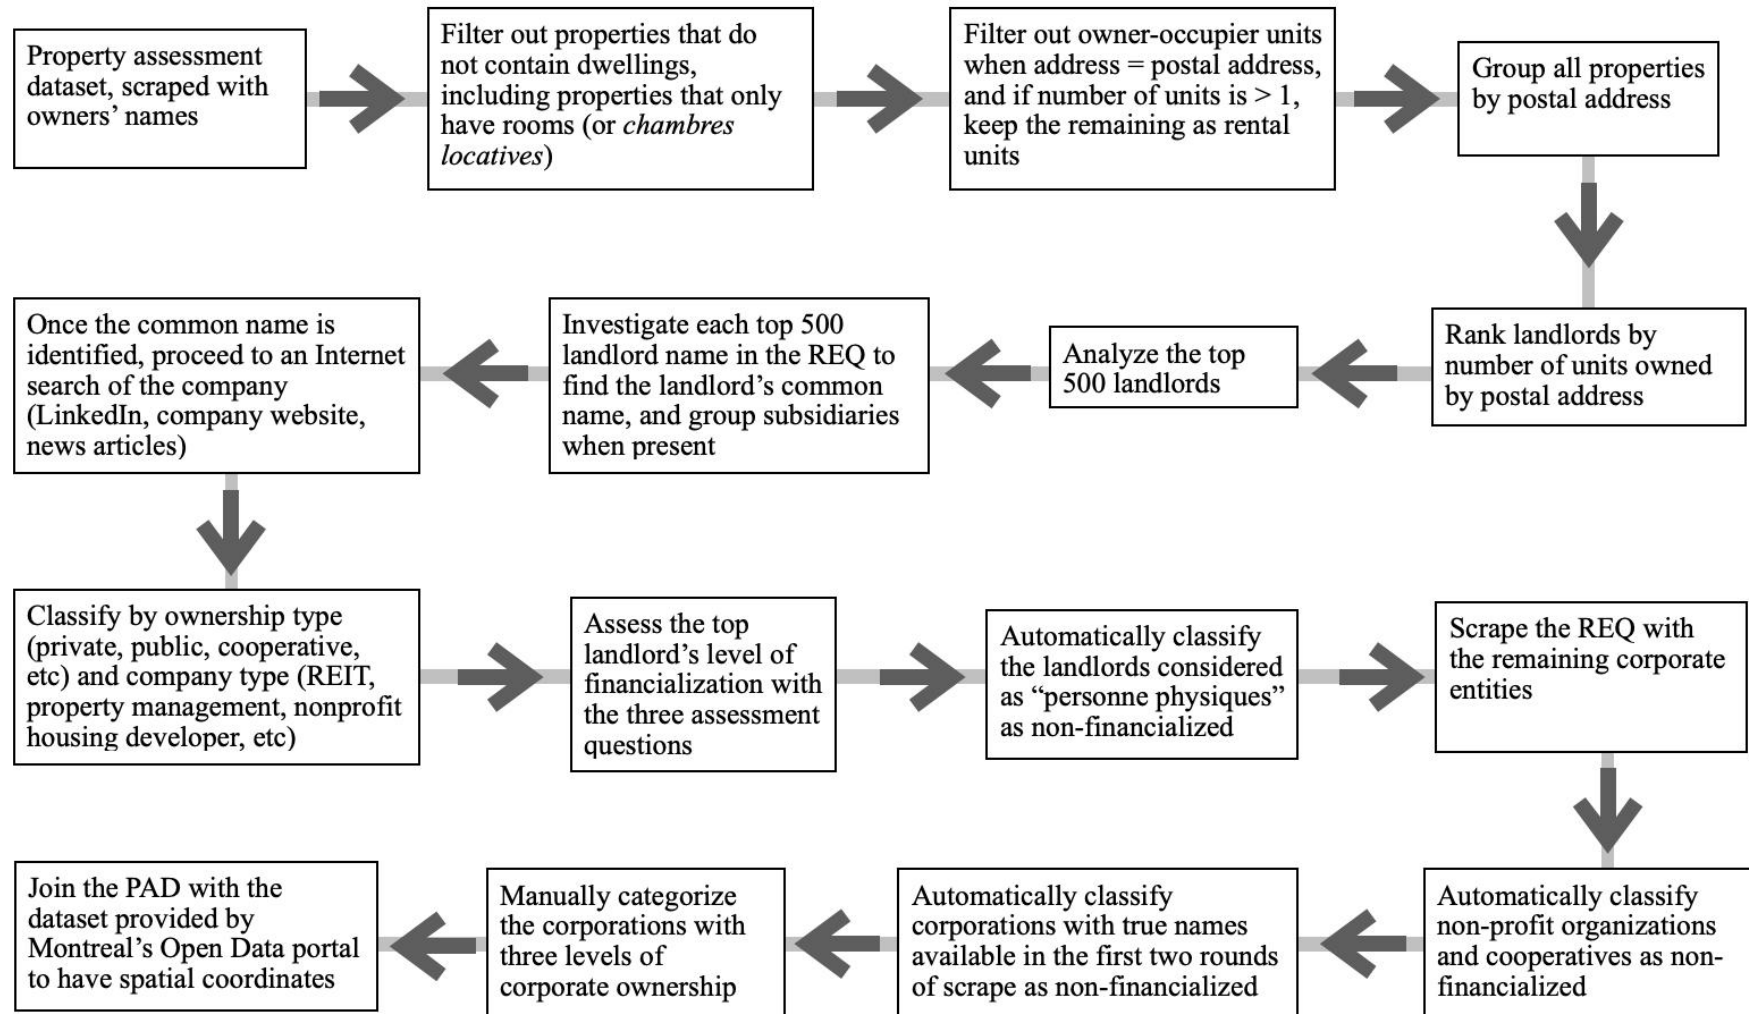 Property assessment
dataset, scraped with
owners' names
Filter out properties that do
not contain dwellings,
including properties that only
have rooms (or chambres
locatives)
Filter out owner-occupier units
when address = postal address,
and if number of units is > 1,
keep the remaining as rental
units
Group all properties
by postal address
Rank landlords by
number of units owned
by postal address
Analyze the top
500 landlords
Investigate each top 500
landlord name in the REQ to
find the landlord's common
name, and group subsidiaries
when present
Once the common name is
identified, proceed to an Internet
search of the company
(LinkedIn, company website,
news articles)
Classify by ownership type
(private, public, cooperative,
etc) and company type (REIT,
property management, nonprofit
housing developer, etc)
Assess the top
landlord's level of
financialization with
the three assessment
questions
Automatically classify
the landlords considered
as “personne physiques”
as non-financialized
Scrape the REQ with
the remaining corporate
entities
Automatically classify
non-profit organizations
and cooperatives as non-
financialized
Automatically classify
corporations with true names
available in the first two rounds
of scrape as non-financialized
Manually categorize
the corporations with
three levels of
corporate ownership
Join the PAD with the
dataset provided by
Montreal's Open Data portal
to have spatial coordinates